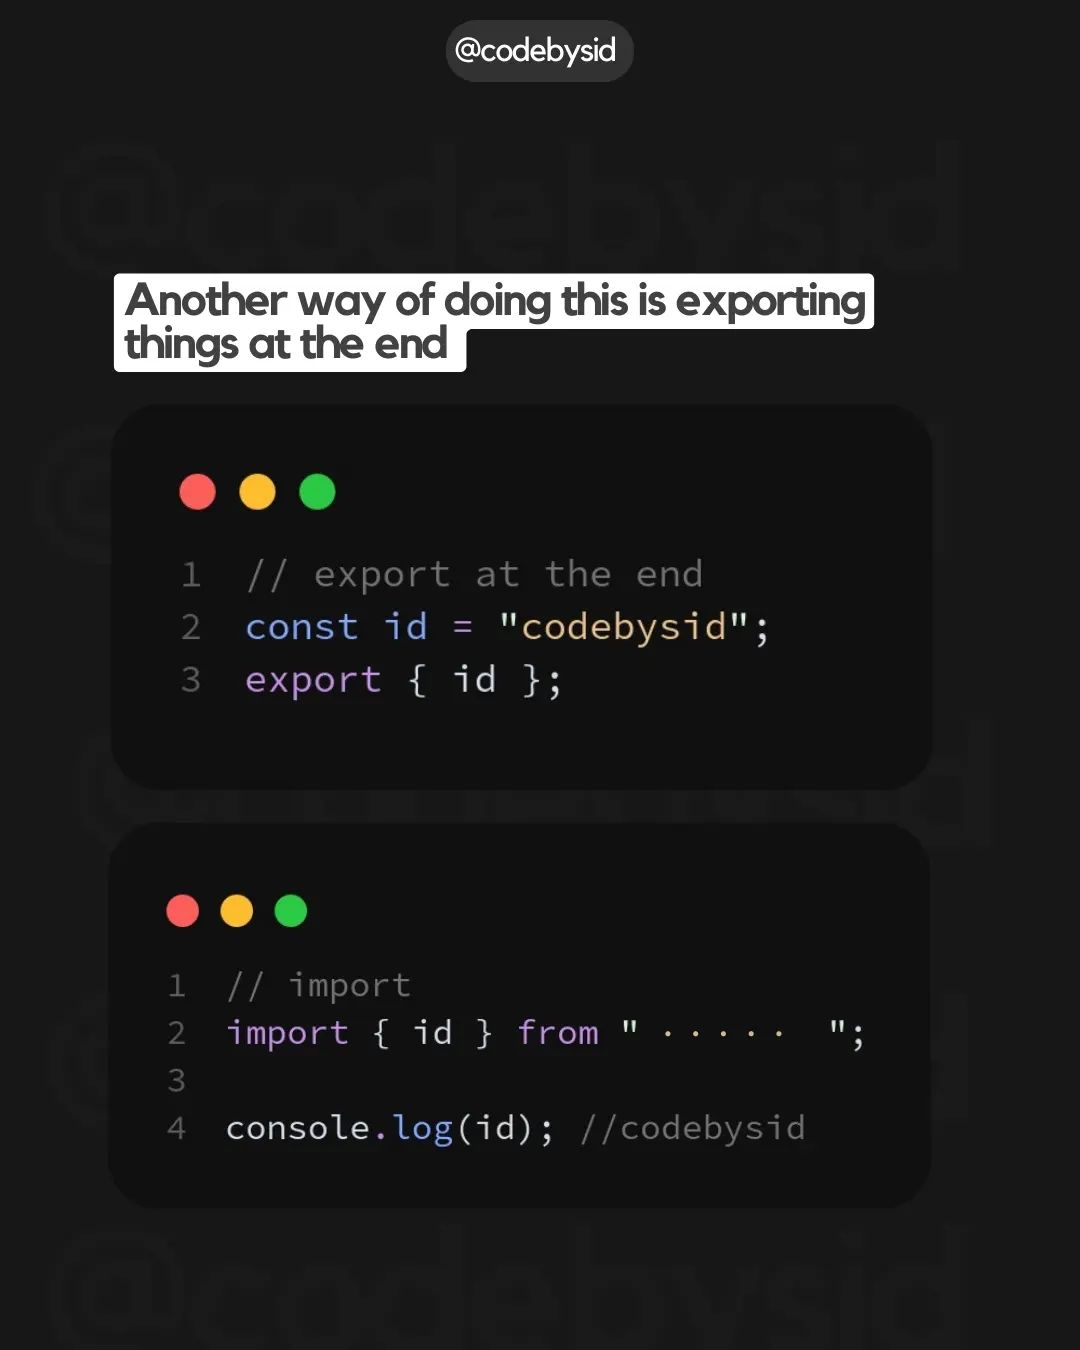 @codebysid
@codebysid
Another way of doing this is exporting
things at the end
1 // export at the end
2 const id = "codebysid";
3 export { id };
1 // import
2 import { id } from " ..... ";
3
4 console.log(id); //codebysid
@codebysid